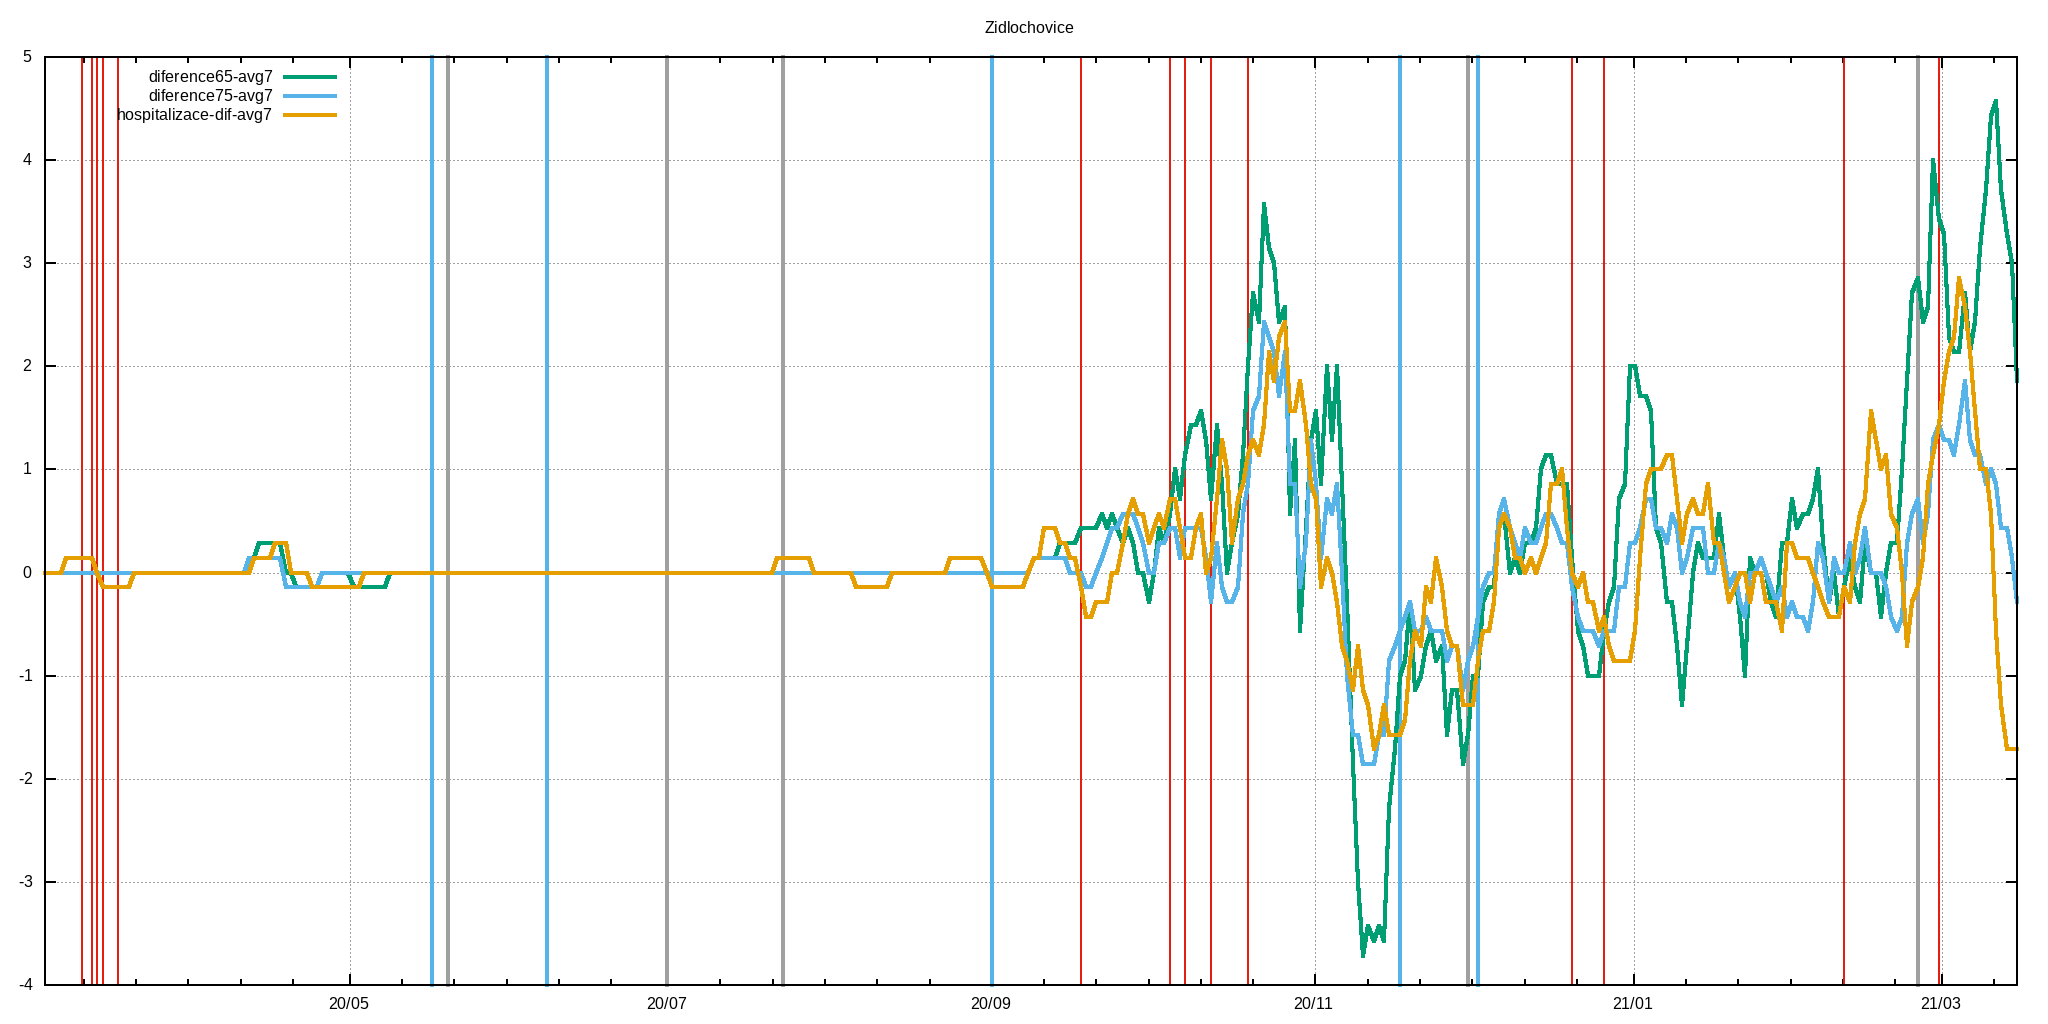 Zidlochovice
diference65-avg7
diference75-avg7
hospitalizace-dif-avg7
5
4
3
2
1
0
-1
-2
-3
-4
20/05 20/07 20/09 20/11 21/01 21/03